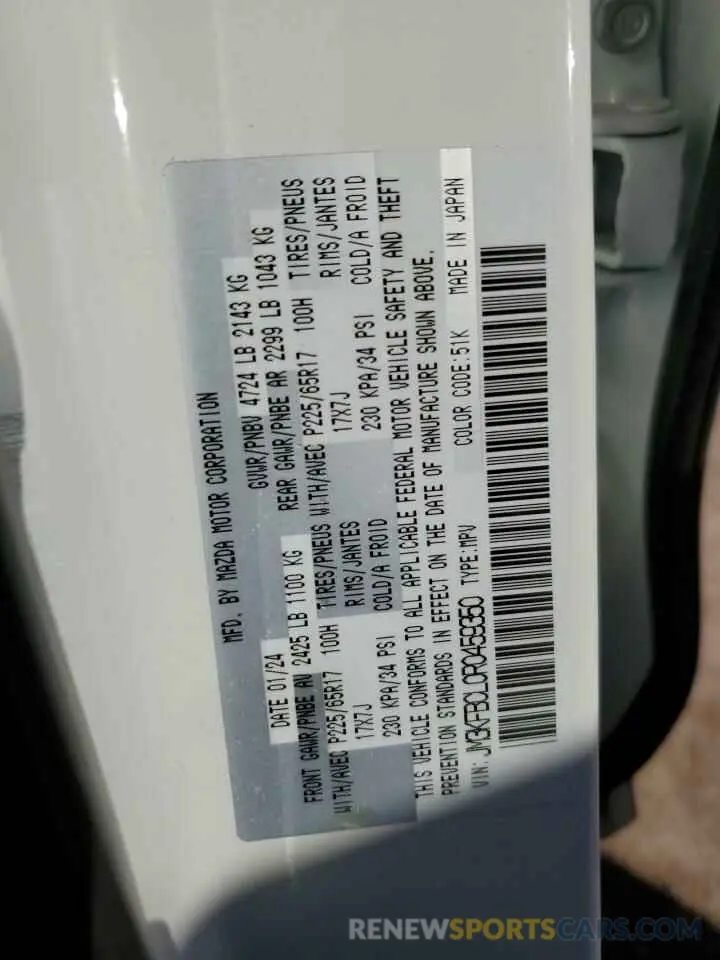 MFD. BY MAZDA MOTOR CORPORATION
DATE 01/24 GVWR/PNBV 4724 LB 2143 KG
FRONT GAWR/PNBE AV 2425 LB 1100 KG REAR GAWR/PNBE AR 2299 LB 1043 KG
WITH/AVEC P225/65R17 100H TIRES/PNEUS WITH/AVEC P225/65R17 100H TIRES/PNEUS
17X7J RIMS/JANTES 17X7J RIMS/JANTES
230 KPA/34 PSI COLD/A FROID 230 KPA/34 PSI COLD/A FROID
THIS VEHICLE CONFORMS TO ALL APPLICABLE FEDERAL MOTOR VEHICLE SAFETY AND THEFT
PREVENTION STANDARDS IN EFFECT ON THE DATE OF MANUFACTURE SHOWN ABOVE.
COLOR CODE:51K MADE IN JAPAN
VIN: JM3KFBCL0R0459350 TYPE:MPV
RENEWSPORTSCARS.COM